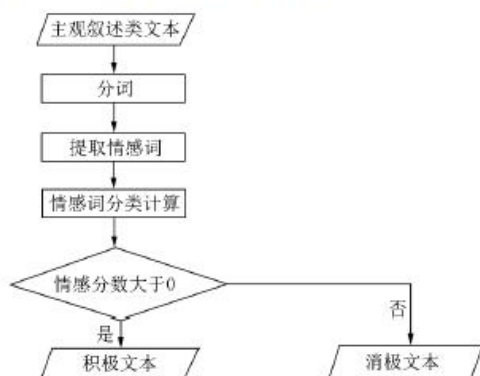 主观叙述类文本
分词
提取情感词
情感词分类计算
情感分数大于0
否
是
积极文本
消极文本